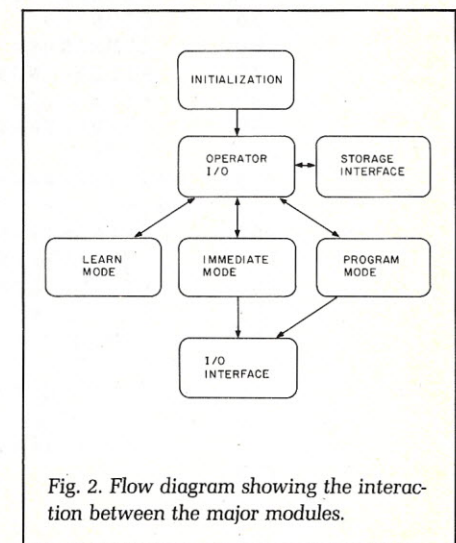 INITIALIZATION
OPERATOR
I/O
STORAGE
INTERFACE
LEARN
MODE
IMMEDIATE
MODE
PROGRAM
MODE
I/O
INTERFACE
Fig. 2. Flow diagram showing the interac-
tion between the major modules.